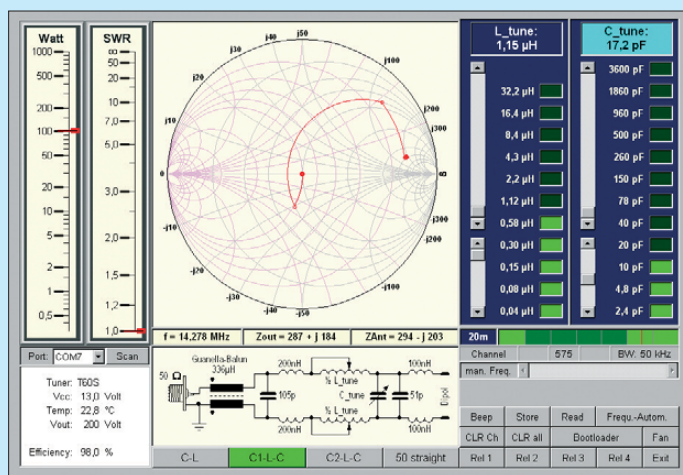 Watt
1000
500
200
100
50
20
10
5
2
1
0,5
SWR
∞
50
20
10,0
7,0
5,0
3,0
2,0
1,5
1,2
1,0
j50
j20
j100
j10
j200
j300
0
-j10
-j300
-j200
-j20
-j100
-j50
f = 14,278 MHz
Zout = 287 + j 184
ZAnt = 294 - j 203
L_tune:
1,15 µH
32,2 µH
16,4 µH
8,4 µH
4,3 µH
2,2 µH
1,12 µH
0,58 µH
0,30 µH
0,15 µH
0,08 µH
0,04 µH
C_tune:
17,2 pF
3600 pF
1860 pF
960 pF
500 pF
260 pF
150 pF
78 pF
40 pF
20 pF
10 pF
4,8 pF
2,4 pF
20m
Channel 575 BW: 50 kHz
man. Freq.
Port: COM7 Scan
Tuner: T60S
Vcc: 13,0 Volt
Temp: 22,8 °C
Vout: 200 Volt
Efficiency: 98,0 %
Guanella-Balun
336µH
50 Ω
200nH
½ L_tune
100nH
105p
C_tune
51p
Dipol
½ L_tune
200nH
100nH
C-L
C1-L-C
C2-L-C
50 straight
Beep Store Read Frequ.-Autom.
CLR Ch CLR all Bootloader Fan
Rel 1 Rel 2 Rel 3 Rel 4 Exit